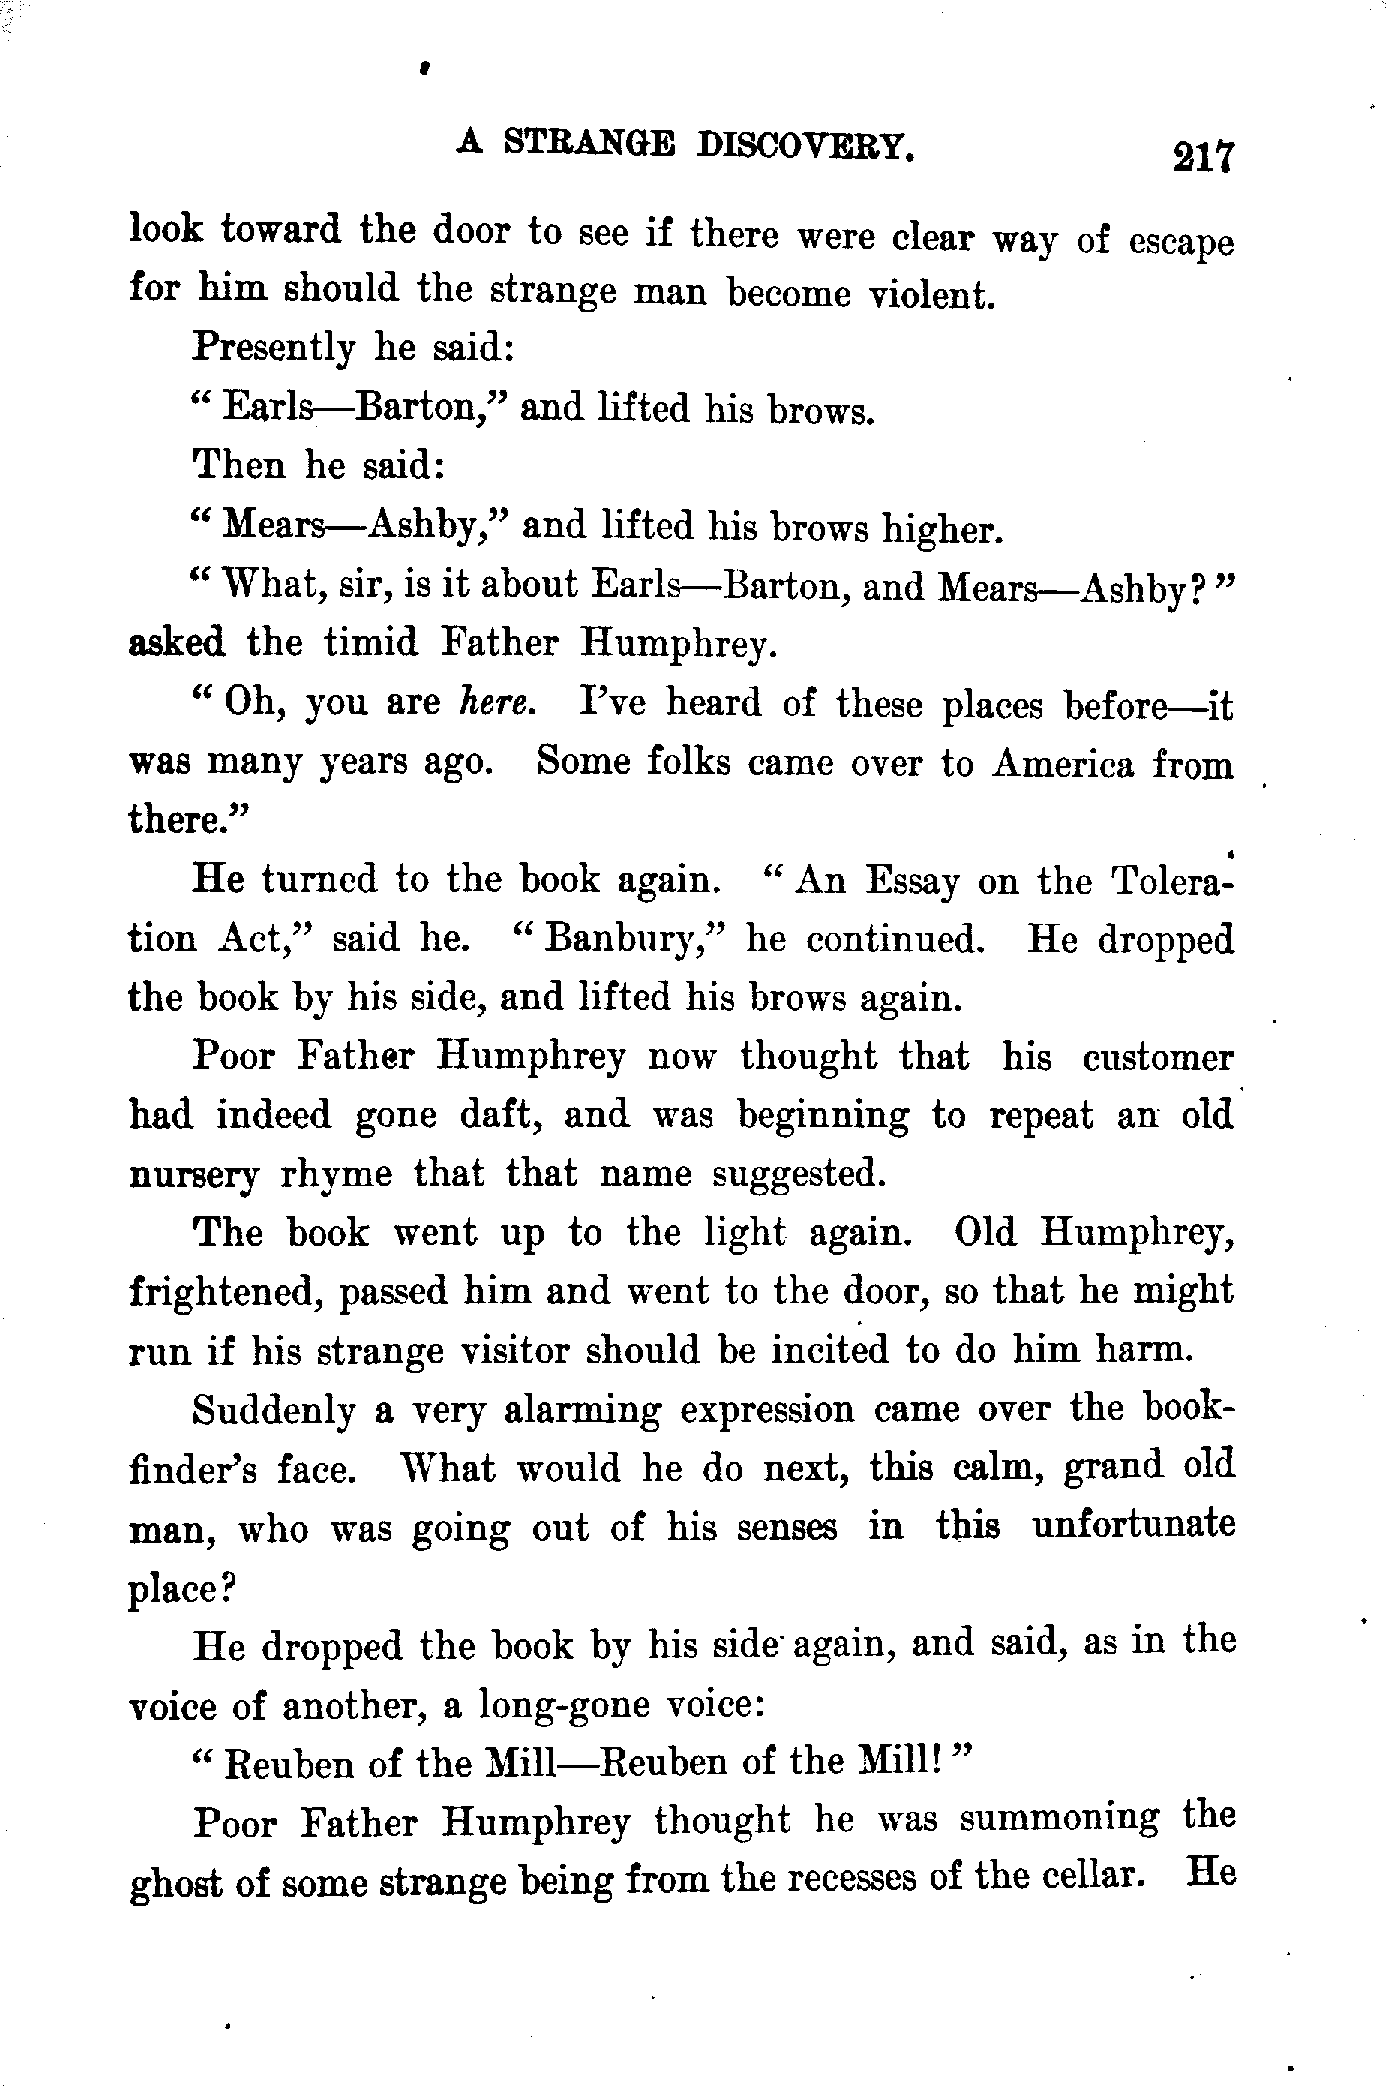 A STRANGE DISCOVERY. 217
look toward the door to see if there were clear way of escape
for him should the strange man become violent.
Presently he said:
“ Earls—Barton,” and lifted his brows.
Then he said:
“ Mears—Ashby,” and lifted his brows higher.
“ What, sir, is it about Earls—Barton, and Mears—Ashby? ”
asked the timid Father Humphrey.
“ Oh, you are here. I’ve heard of these places before—it
was many years ago. Some folks came over to America from
there.”
He turned to the book again. “ An Essay on the Tolera-
tion Act,” said he. “ Banbury,” he continued. He dropped
the book by his side, and lifted his brows again.
Poor Father Humphrey now thought that his customer
had indeed gone daft, and was beginning to repeat an old
nursery rhyme that that name suggested.
The book went up to the light again. Old Humphrey,
frightened, passed him and went to the door, so that he might
run if his strange visitor should be incited to do him harm.
Suddenly a very alarming expression came over the book-
finder’s face. What would he do next, this calm, grand old
man, who was going out of his senses in this unfortunate
place?
He dropped the book by his side again, and said, as in the
voice of another, a long-gone voice:
“ Reuben of the Mill—Reuben of the Mill! ”
Poor Father Humphrey thought he was summoning the
ghost of some strange being from the recesses of the cellar. He